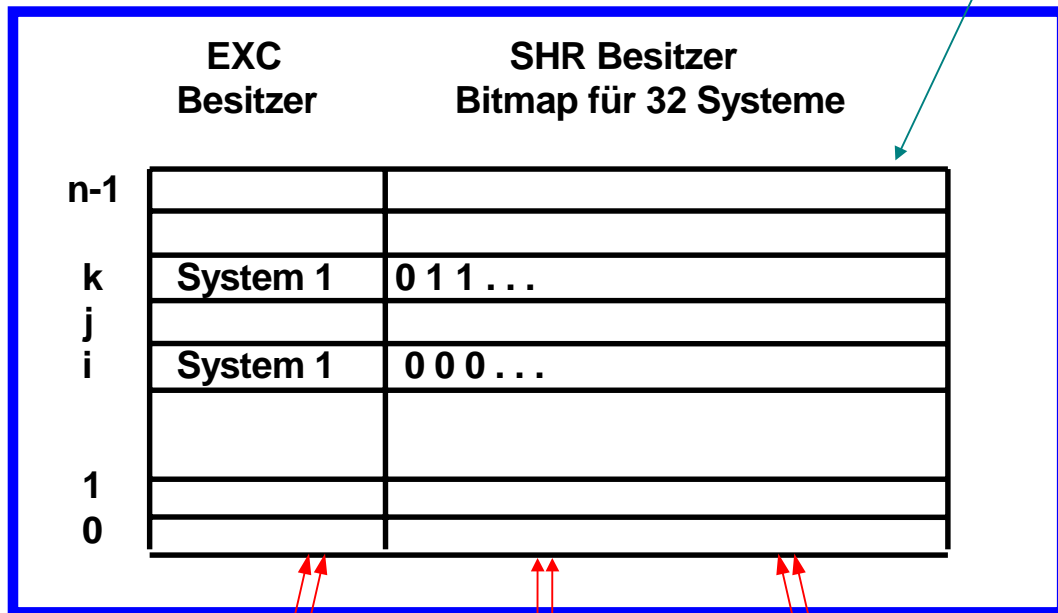 EXC SHR Besitzer
Besitzer Bitmap für 32 Systeme
n-1
k System 1 0 1 1 . . .
j
i System 1 0 0 0 . . .
1
0